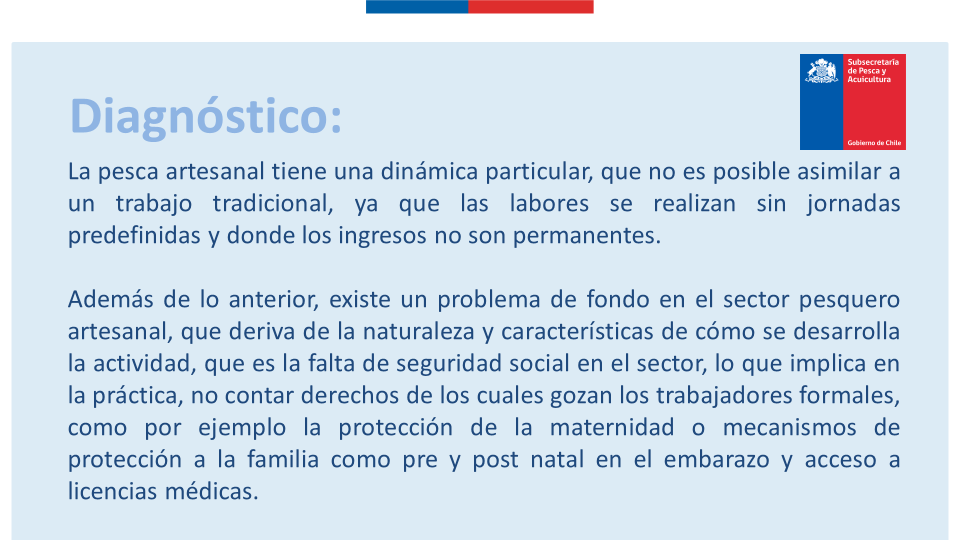 Subsecretaría
de Pesca y
Acuicultura
Gobierno de Chile
Diagnóstico:
La pesca artesanal tiene una dinámica particular, que no es posible asimilar a
un trabajo tradicional, ya que las labores se realizan sin jornadas
predefinidas y donde los ingresos no son permanentes.
Además de lo anterior, existe un problema de fondo en el sector pesquero
artesanal, que deriva de la naturaleza y características de cómo se desarrolla
la actividad, que es la falta de seguridad social en el sector, lo que implica en
la práctica, no contar derechos de los cuales gozan los trabajadores formales,
como por ejemplo la protección de la maternidad o mecanismos de
protección a la familia como pre y post natal en el embarazo y acceso a
licencias médicas.